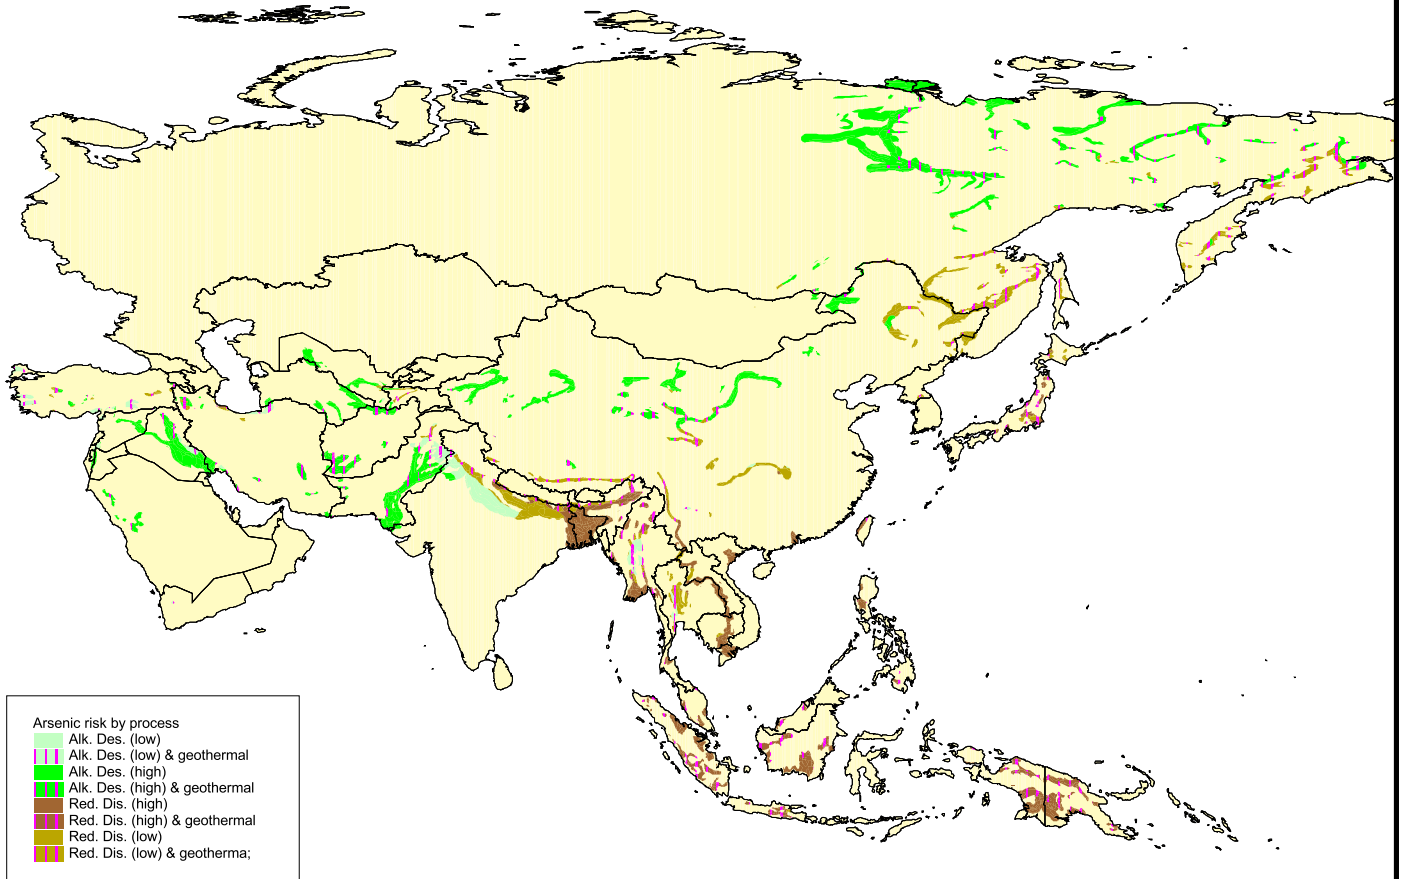 Arsenic risk by process
Alk. Des. (low)
Alk. Des. (low) & geothermal
Alk. Des. (high)
Alk. Des. (high) & geothermal
Red. Dis. (high)
Red. Dis. (high) & geothermal
Red. Dis. (low)
Red. Dis. (low) & geotherma;